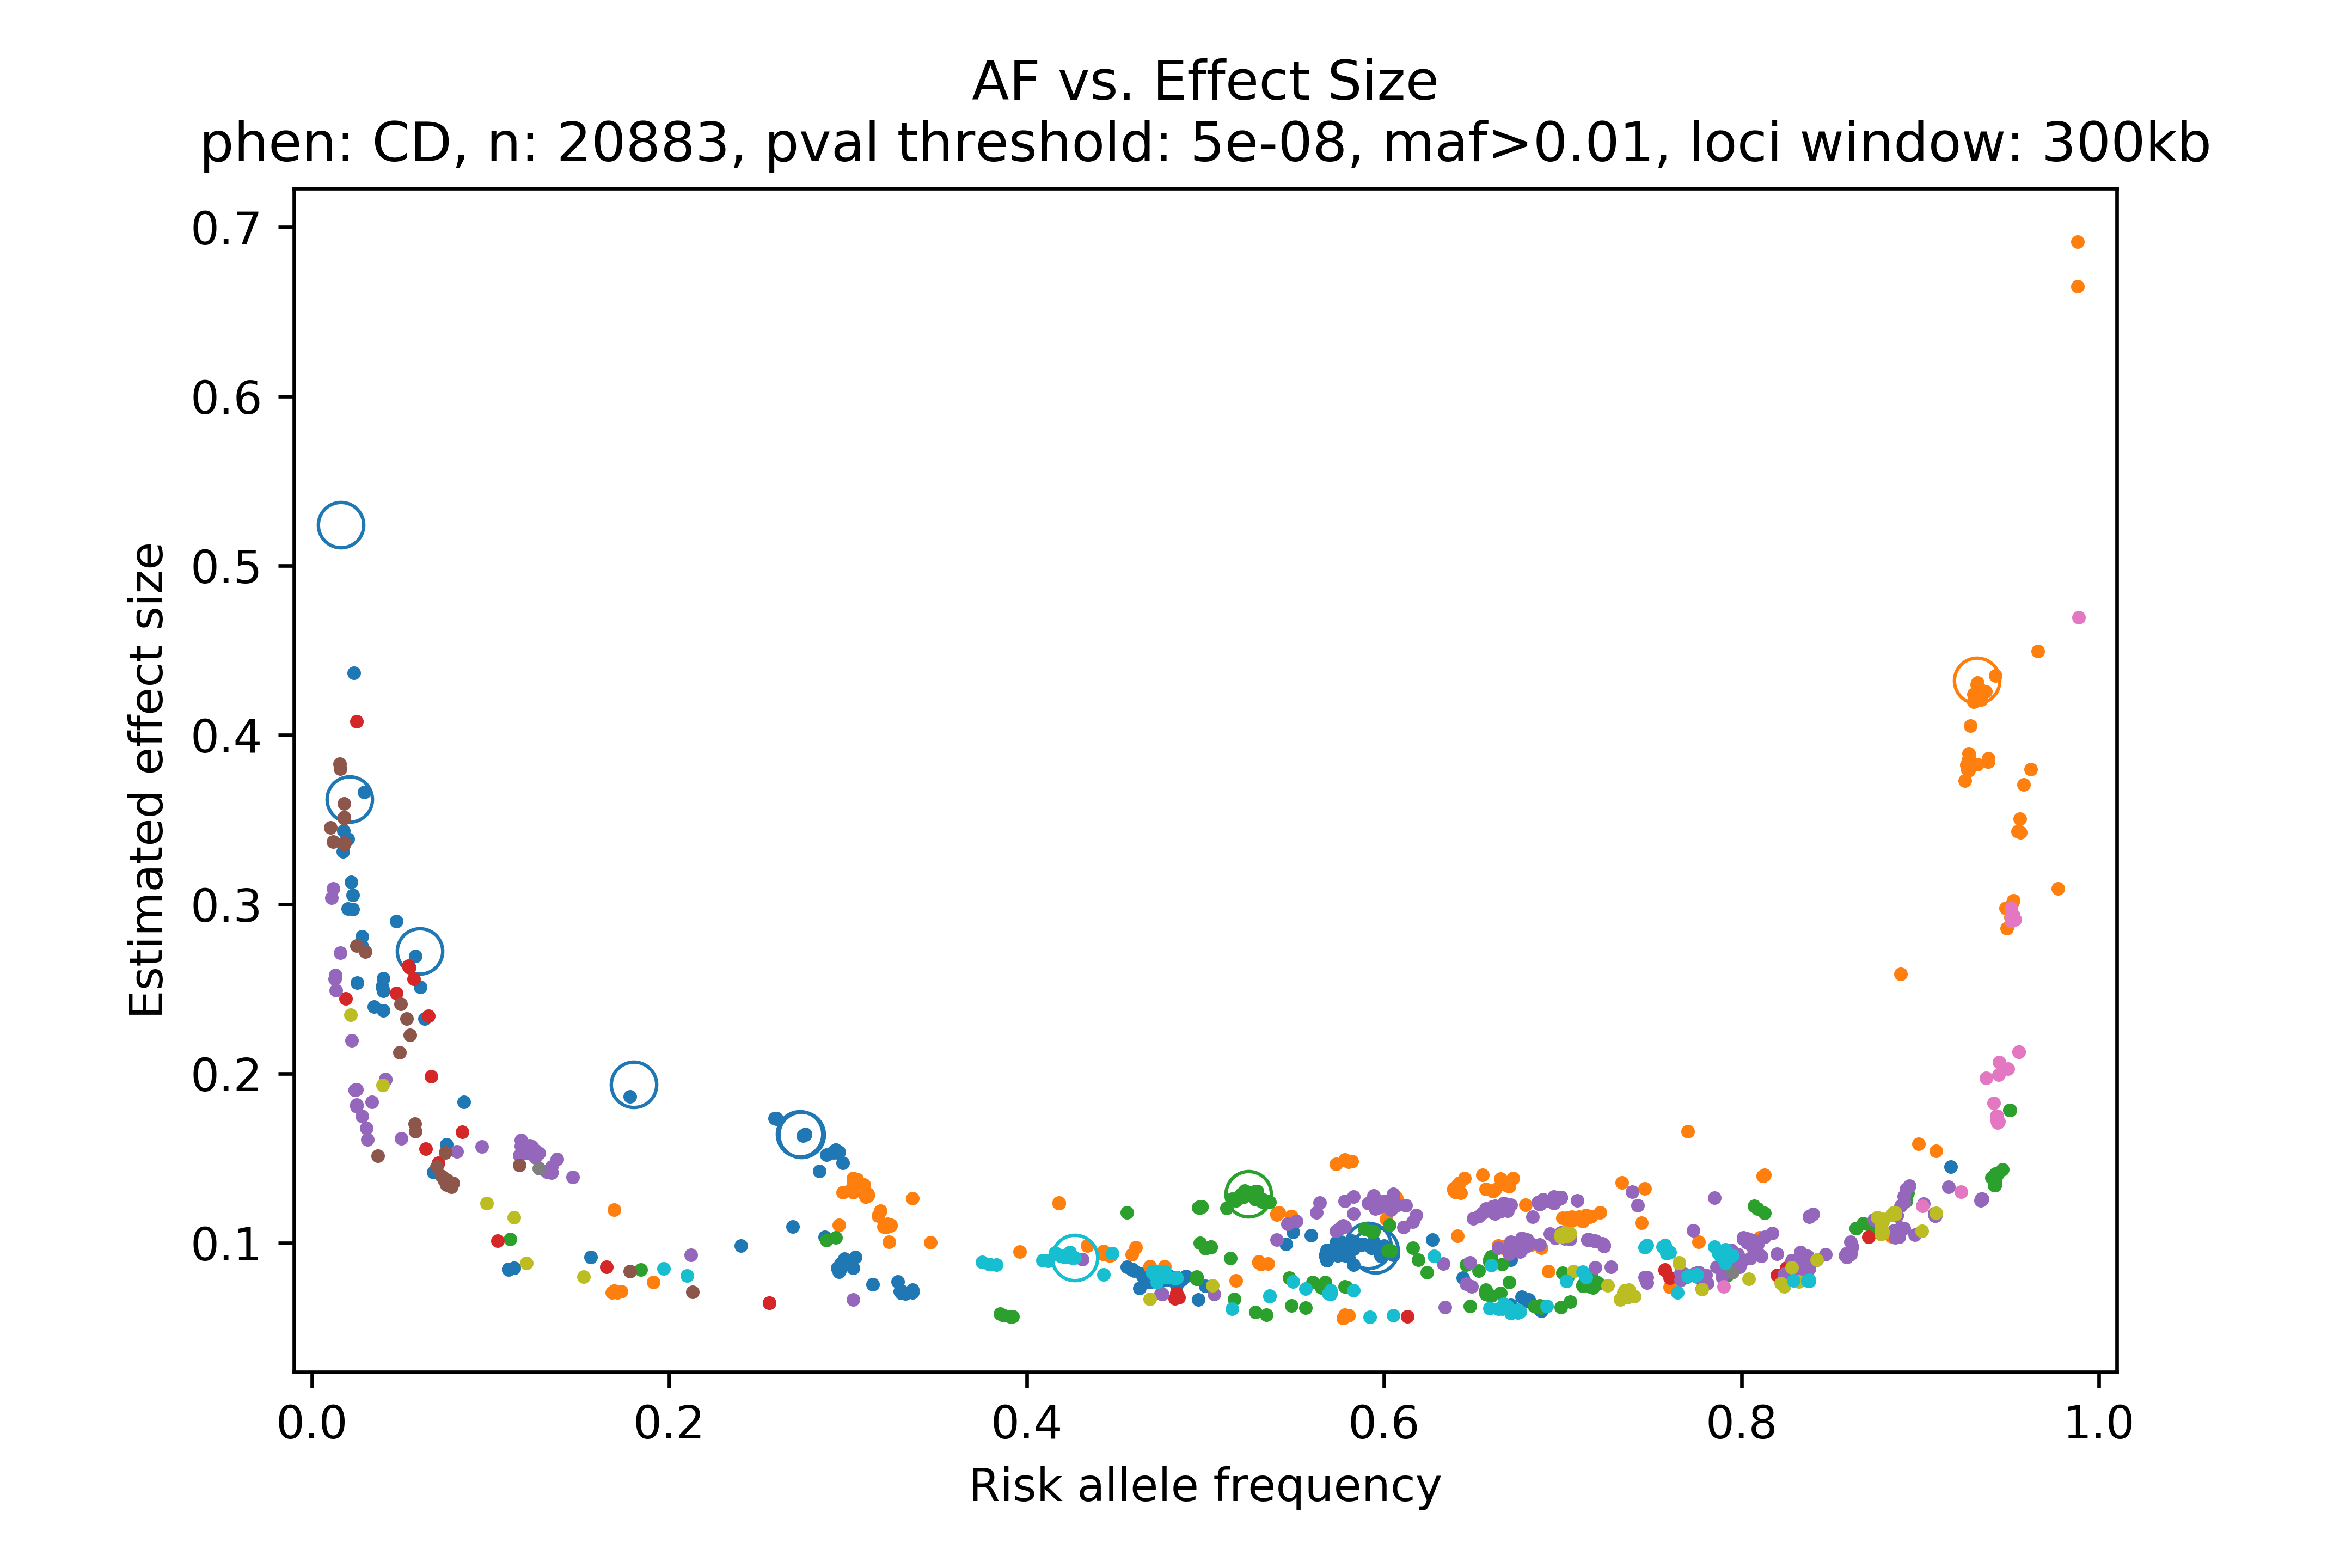 AF vs. Effect Size
phen: CD, n: 20883, pval threshold: 5e-08, maf>0.01, loci window: 300kb
0.7
0.6
0.5
0.4
0.3
0.2
0.1
Estimated effect size
0.0 0.2 0.4 0.6 0.8 1.0
Risk allele frequency